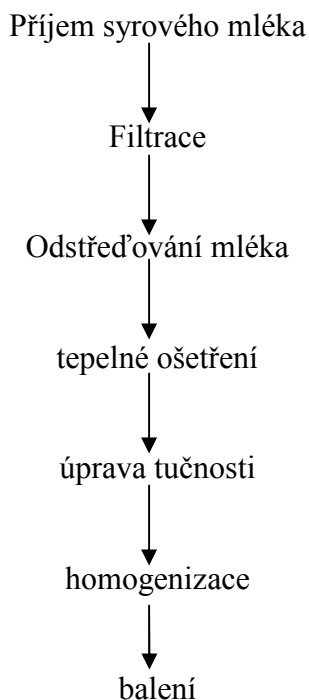 Příjem syrového mléka
Filtrace
Odstřeďování mléka
tepelné ošetření
úprava tučnosti
homogenizace
balení